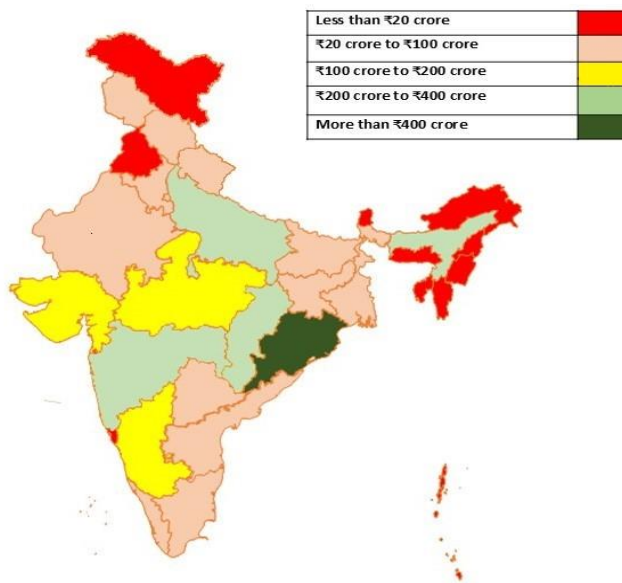 Less than ₹20 crore
₹20 crore to ₹100 crore
₹100 crore to ₹200 crore
₹200 crore to ₹400 crore
More than ₹400 crore